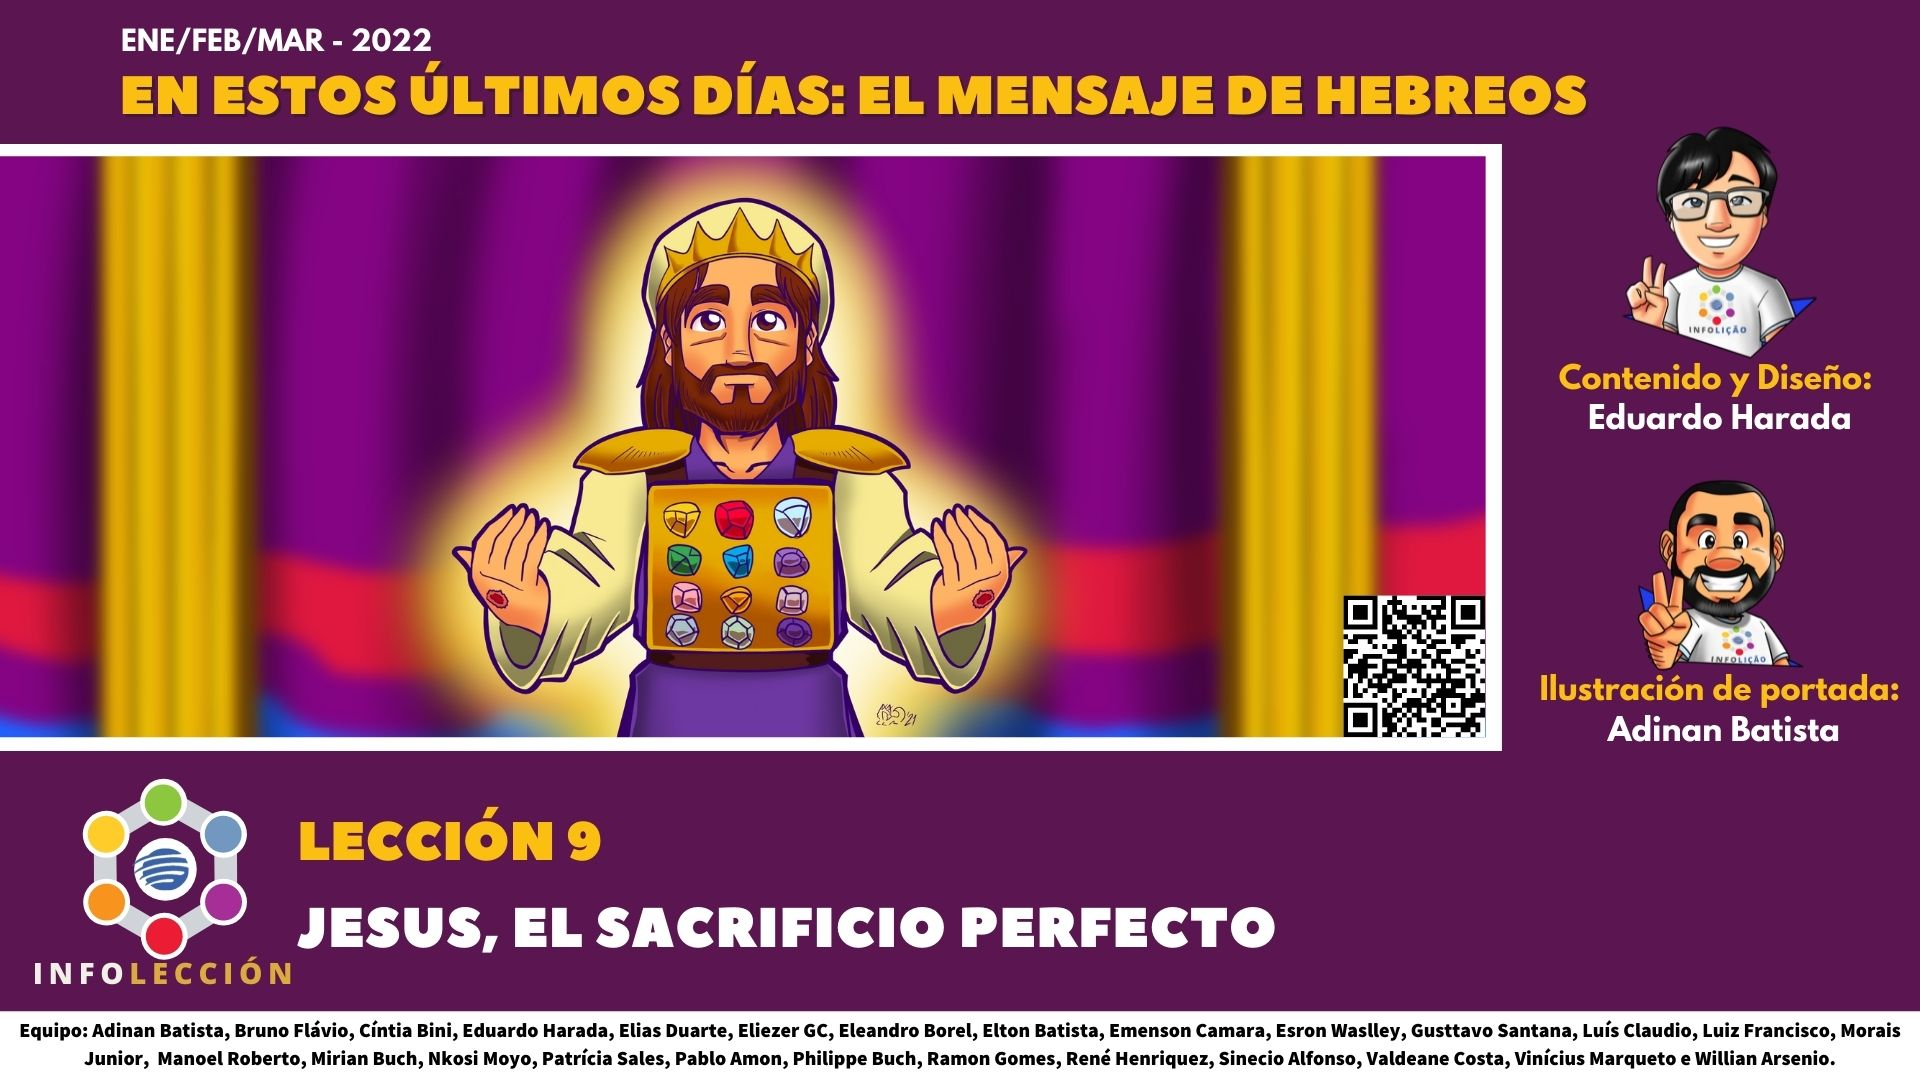 ENE/FEB/MAR - 2022
EN ESTOS ÚLTIMOS DÍAS: EL MENSAJE DE HEBREOS
INFOLIÇÃO
Contenido y Diseño:
Eduardo Harada
INFOLIÇÃO
Ilustración de portada:
Adinan Batista
'21
LECCIÓN 9
JESUS, EL SACRIFICIO PERFECTO
INFOLECCIÓN
Equipo: Adinan Batista, Bruno Flávio, Cíntia Bini, Eduardo Harada, Elias Duarte, Eliezer GC, Eleandro Borel, Elton Batista, Emenson Camara, Esron Waslley, Gusttavo Santana, Luís Claudio, Luiz Francisco, Morais
Junior, Manoel Roberto, Mirian Buch, Nkosi Moyo, Patrícia Sales, Pablo Amon, Philippe Buch, Ramon Gomes, René Henriquez, Sinecio Alfonso, Valdeane Costa, Vinícius Marqueto e Willian Arsenio.